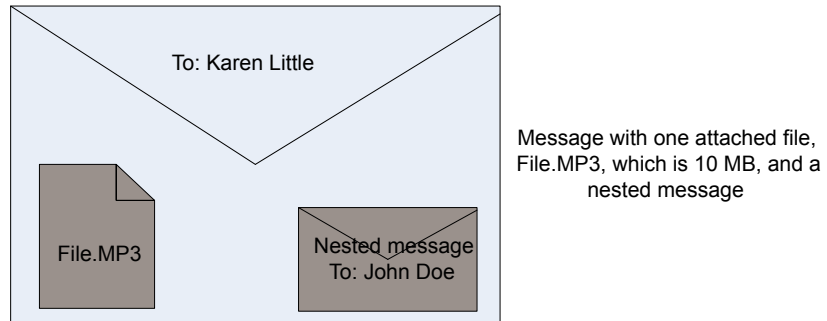 To: Karen Little
Message with one attached file,
File.MP3, which is 10 MB, and a
nested message
File.MP3
Nested message
To: John Doe